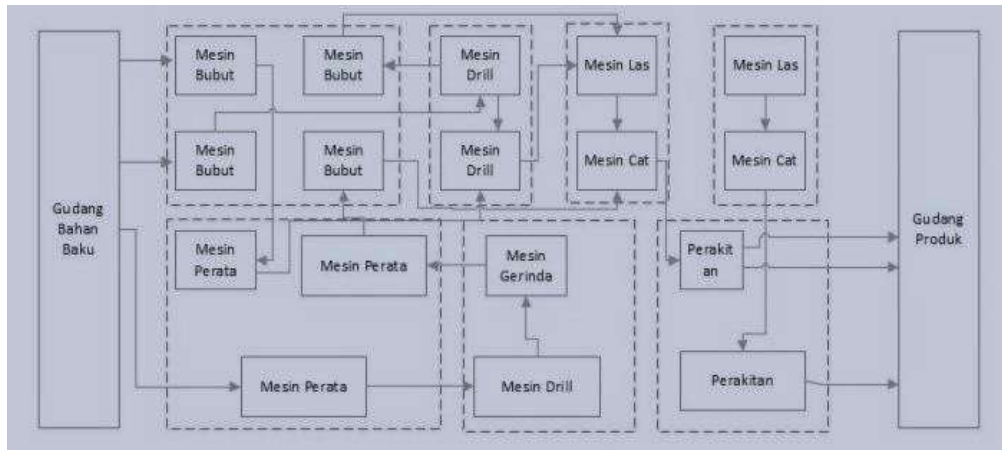 Gudang
Bahan
Baku
Mesin
Bubut
Mesin
Bubut
Mesin
Drill
Mesin Las
Mesin Las
Mesin
Bubut
Mesin
Bubut
Mesin
Drill
Mesin Cat
Mesin Cat
Mesin
Perata
Mesin Perata
Mesin
Gerinda
Perakit
an
Mesin Perata
Mesin Drill
Perakitan
Gudang
Produk